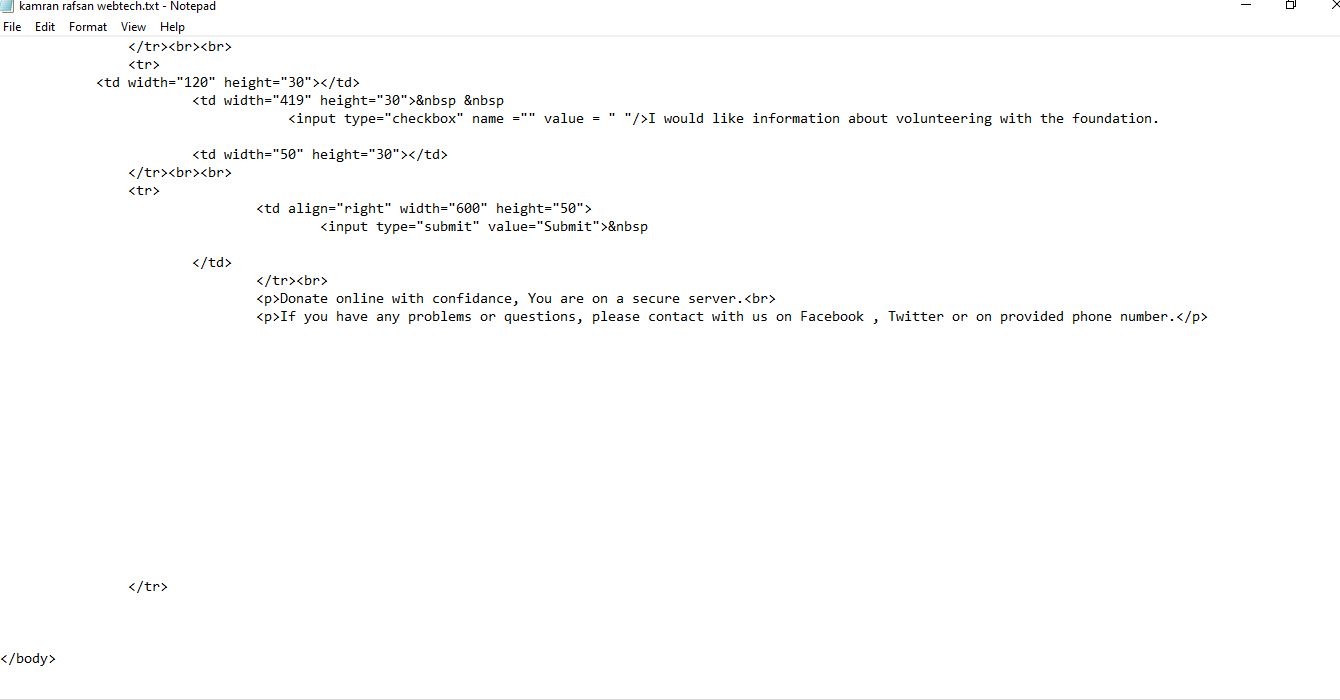 kamran rafsan webtech.txt - Notepad
File Edit Format View Help
</tr><br><br>
<tr>
<td width="120" height="30"></td>
<td width="419" height="30">&nbsp &nbsp
<input type="checkbox" name ="" value = " "/>I would like information about volunteering with the foundation.
<td width="50" height="30"></td>
</tr><br><br>
<tr>
<td align="right" width="600" height="50">
<input type="submit" value="Submit">&nbsp
</td>
</tr><br>
<p>Donate online with confidance, You are on a secure server.<br>
<p>If you have any problems or questions, please contact with us on Facebook , Twitter or on provided phone number.</p>
</tr>
</body>